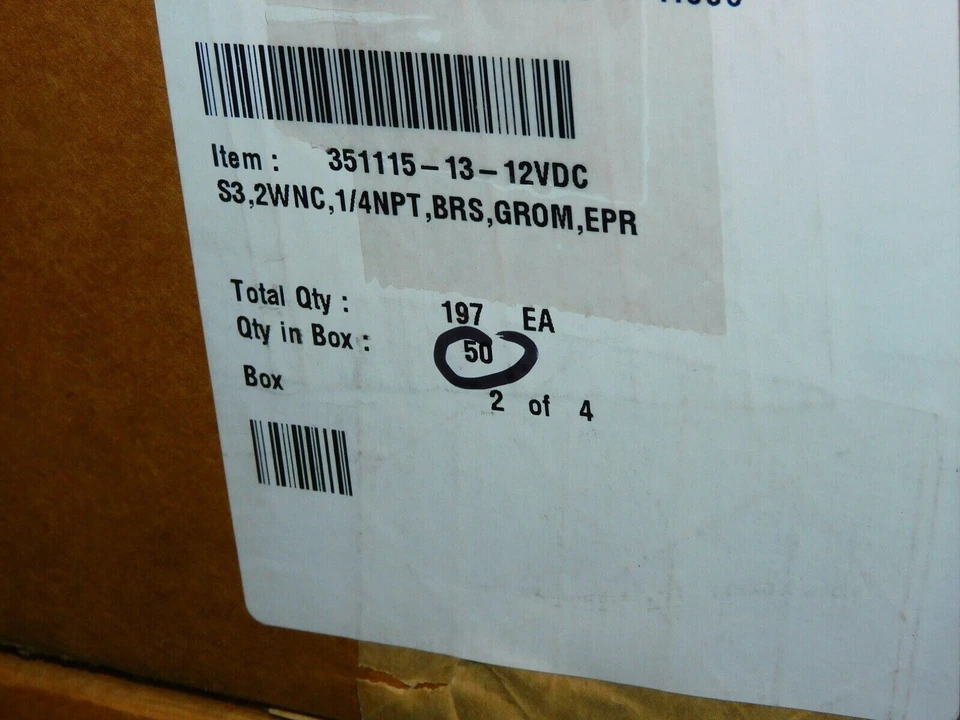 Item : 351115-13-12VDC
S3,2WNC,1/4NPT,BRS,GROM,EPR
Total Qty : 197 EA
Qty in Box : 50
Box 2 of 4